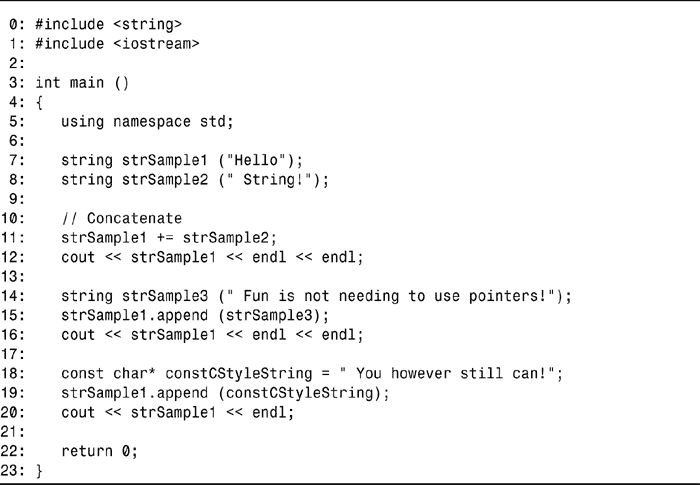 0: #include <string>
1: #include <iostream>
2:
3: int main ()
4: {
5:    using namespace std;
6:
7:    string strSample1 ("Hello");
8:    string strSample2 (" String!");
9:
10:    // Concatenate
11:    strSample1 += strSample2;
12:    cout << strSample1 << endl << endl;
13:
14:    string strSample3 (" Fun is not needing to use pointers!");
15:    strSample1.append (strSample3);
16:    cout << strSample1 << endl << endl;
17:
18:    const char* constCStyleString = " You however still can!";
19:    strSample1.append (constCStyleString);
20:    cout << strSample1 << endl;
21:
22:    return 0;
23: }